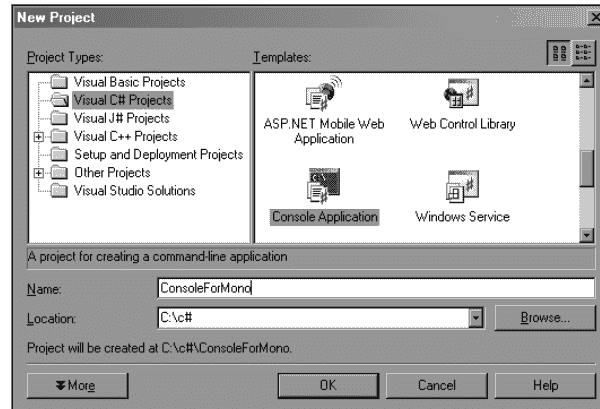 New Project
Project Types:
Templates:
Visual Basic Projects
Visual C# Projects
Visual J# Projects
Visual C++ Projects
Setup and Deployment Projects
Other Projects
Visual Studio Solutions
ASP.NET Mobile Web
Application
Web Control Library
Console Application
Windows Service
A project for creating a command-line application
Name:
ConsoleForMono
Location:
C:\c#
Browse...
Project will be created at C:\c#\ConsoleForMono.
More
OK
Cancel
Help